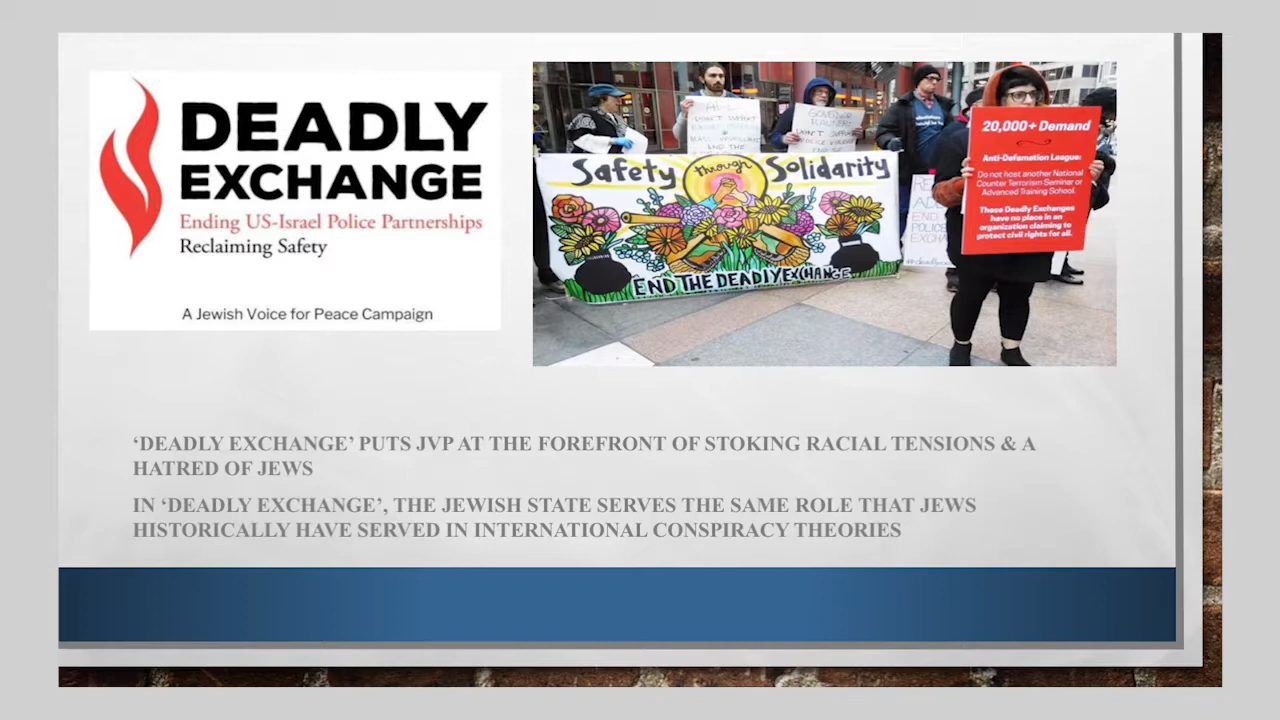 DEADLY
EXCHANGE
Ending US-Israel Police Partnerships
Reclaiming Safety
A Jewish Voice for Peace Campaign
GOVERNOR
RAUNER:
DON'T SUPPORT
Safety through Solidarity
END THE DEADLY EXCHANGE
20,000+ Demand
Anti-Defamation League:
Do not host another National
Counter Terrorism Seminar or
Advanced Training School.
These Deadly Exchanges
have no place in an
organization claiming to
protect civil rights for all.
‘DEADLY EXCHANGE’ PUTS JVP AT THE FOREFRONT OF STOKING RACIAL TENSIONS & A
HATRED OF JEWS
IN ‘DEADLY EXCHANGE’, THE JEWISH STATE SERVES THE SAME ROLE THAT JEWS
HISTORICALLY HAVE SERVED IN INTERNATIONAL CONSPIRACY THEORIES